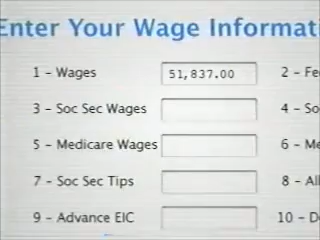 Enter Your Wage Informati
1 - Wages 51,837.00 2 - Fe
3 - Soc Sec Wages 4 - So
5 - Medicare Wages 6 - Me
7 - Soc Sec Tips 8 - All
9 - Advance EIC 10 - D